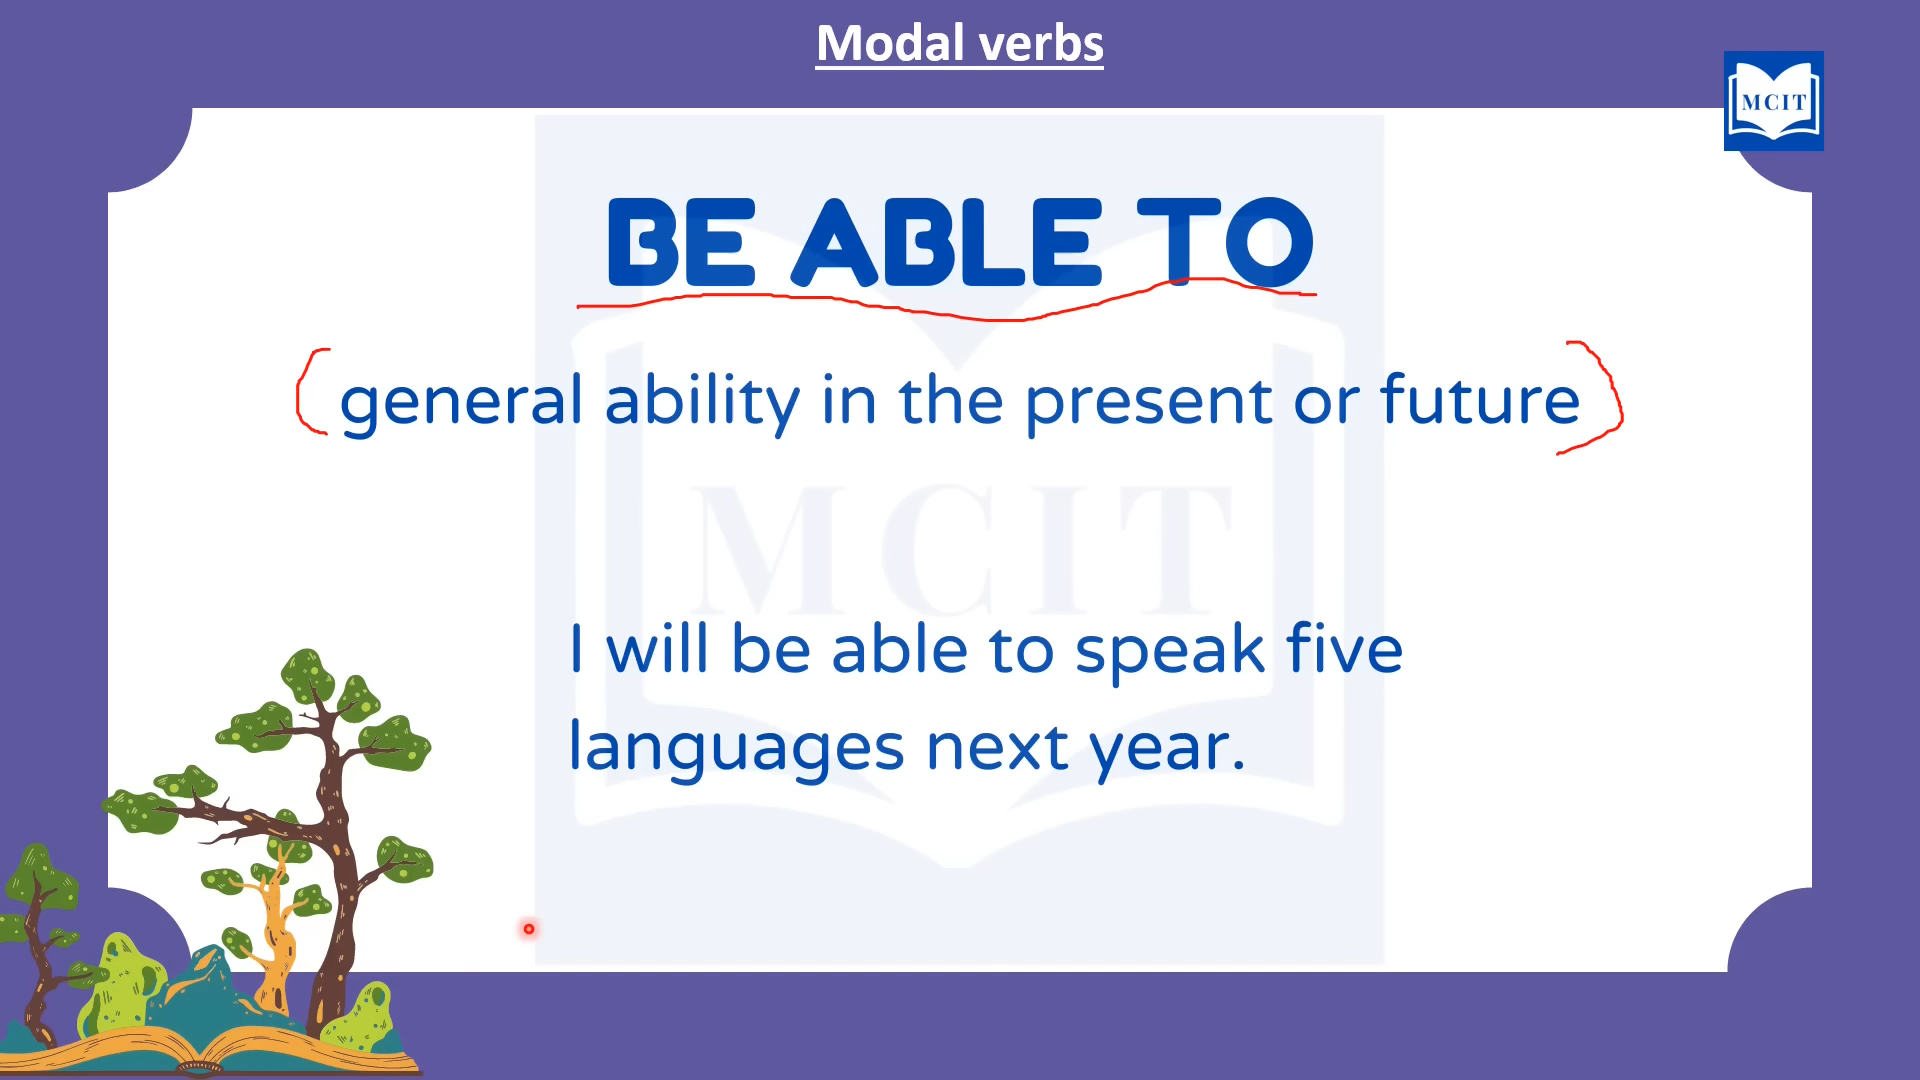 Modal verbs
MCIT
BE ABLE TO
general ability in the present or future
MCIT
I will be able to speak five
languages next year.